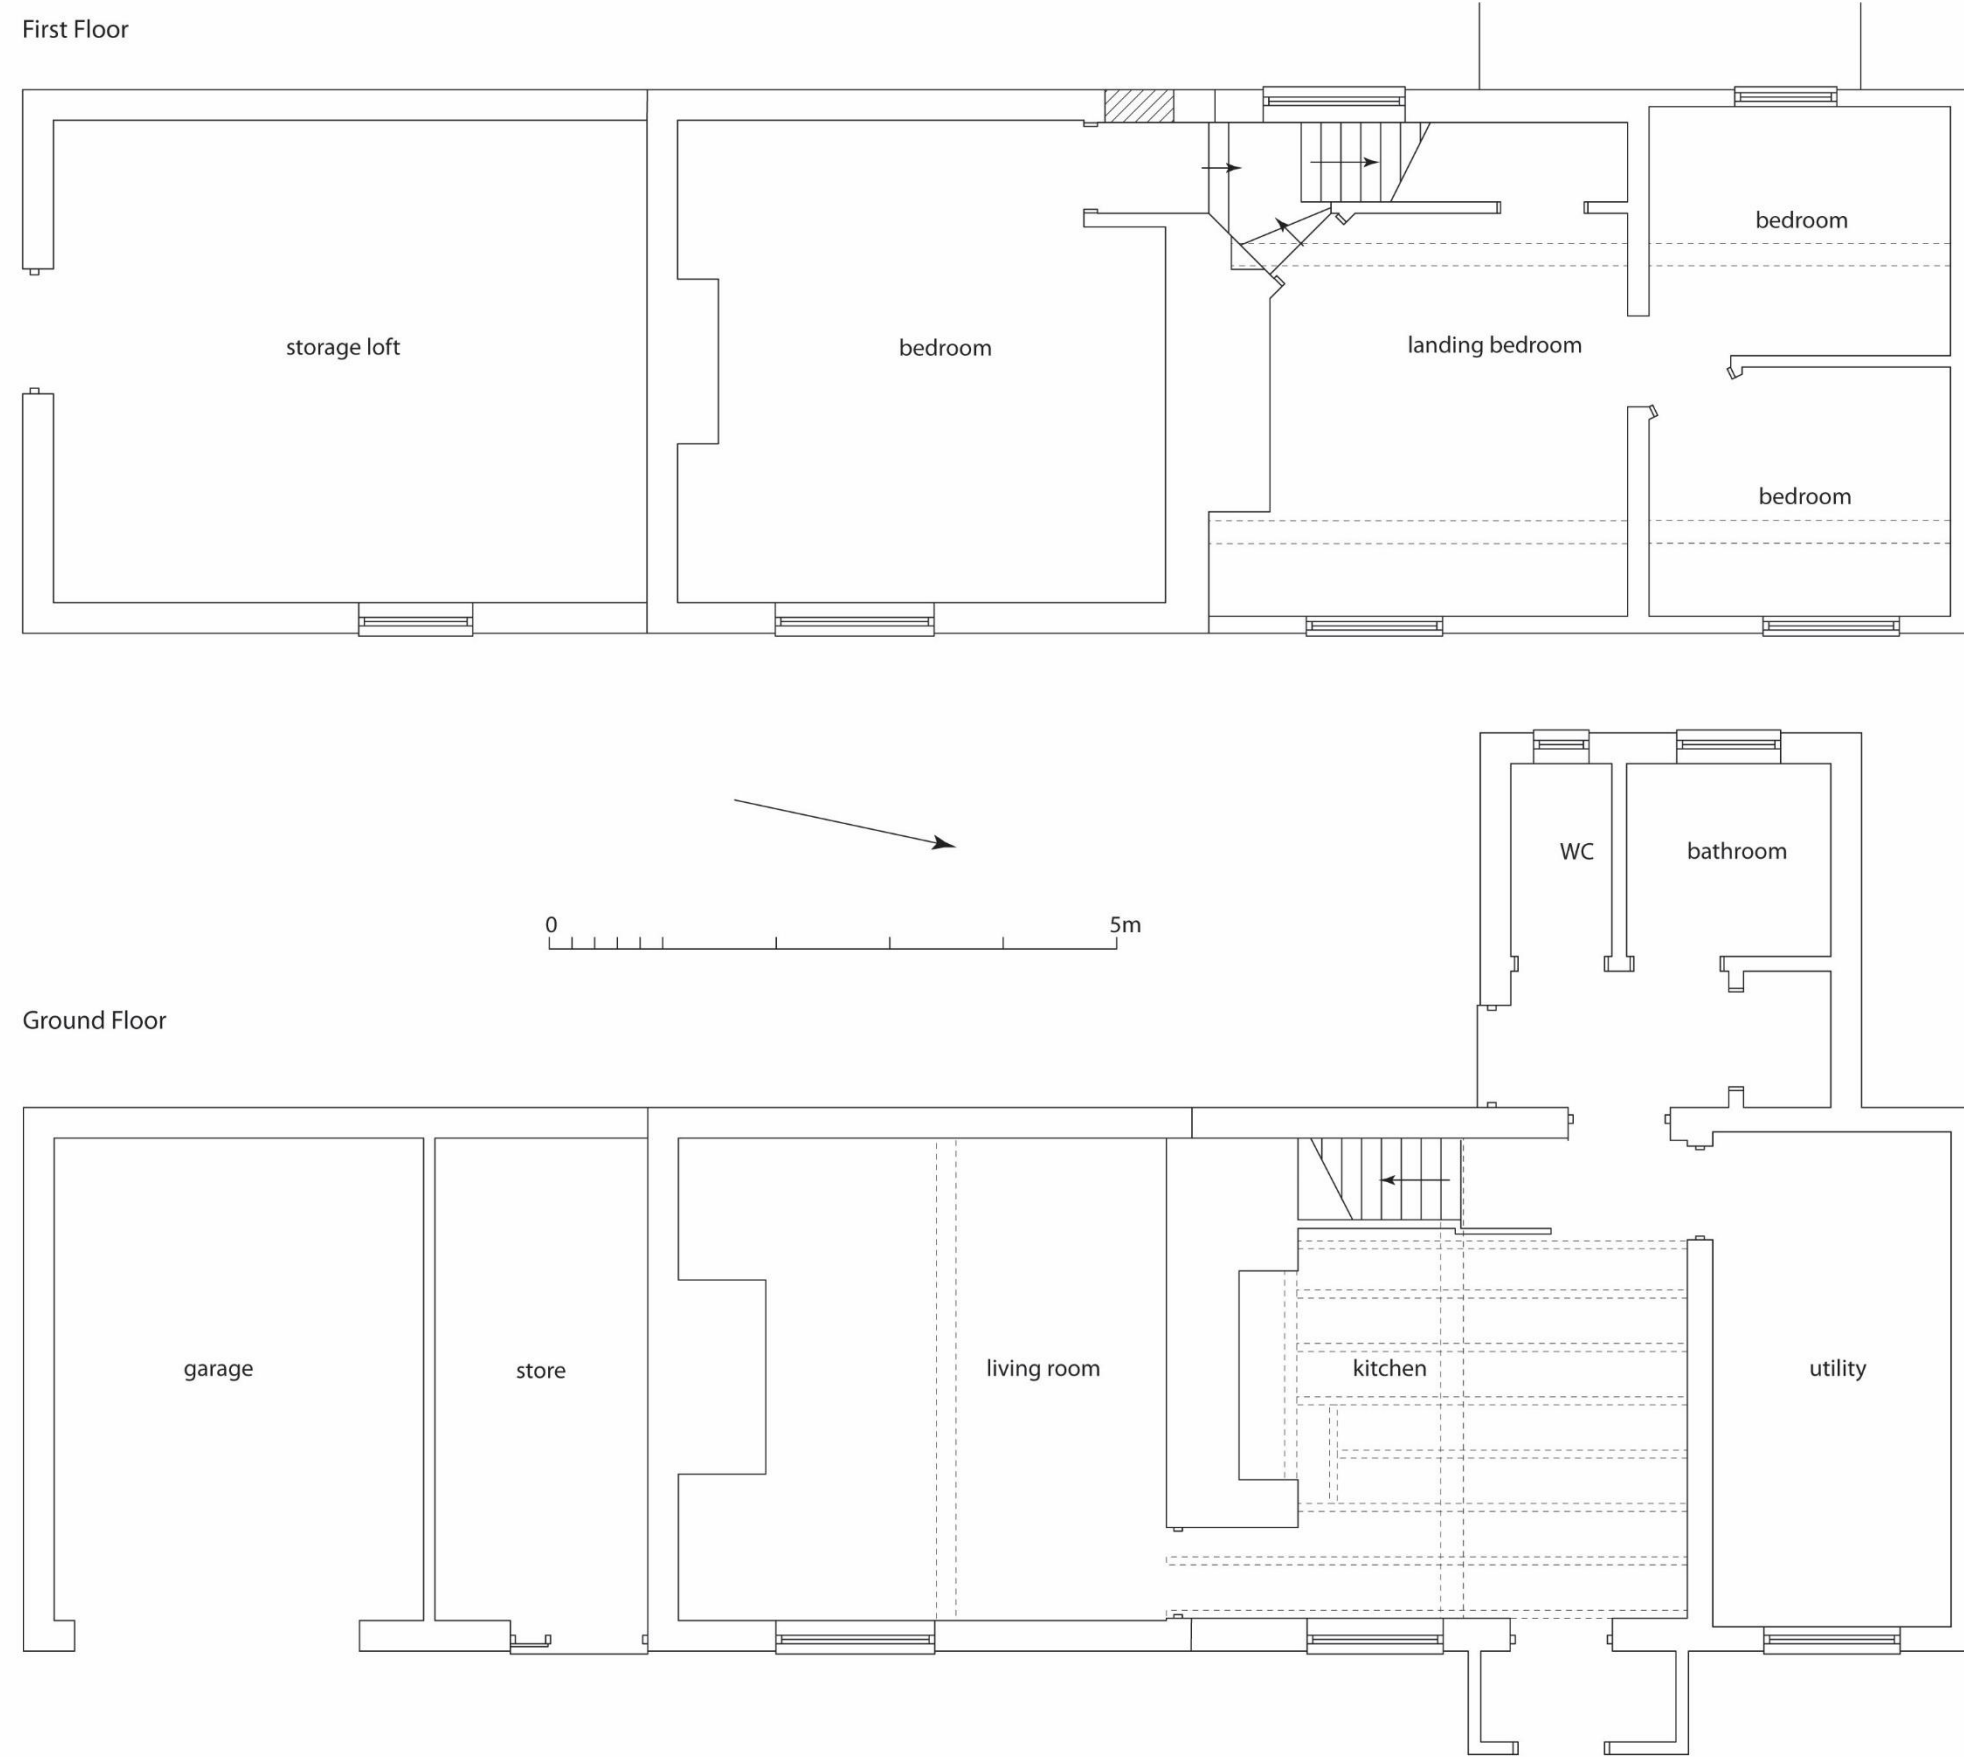 First Floor
bedroom
storage loft
bedroom
landing bedroom
bedroom
WC
bathroom
0
5m
Ground Floor
garage
store
living room
kitchen
utility